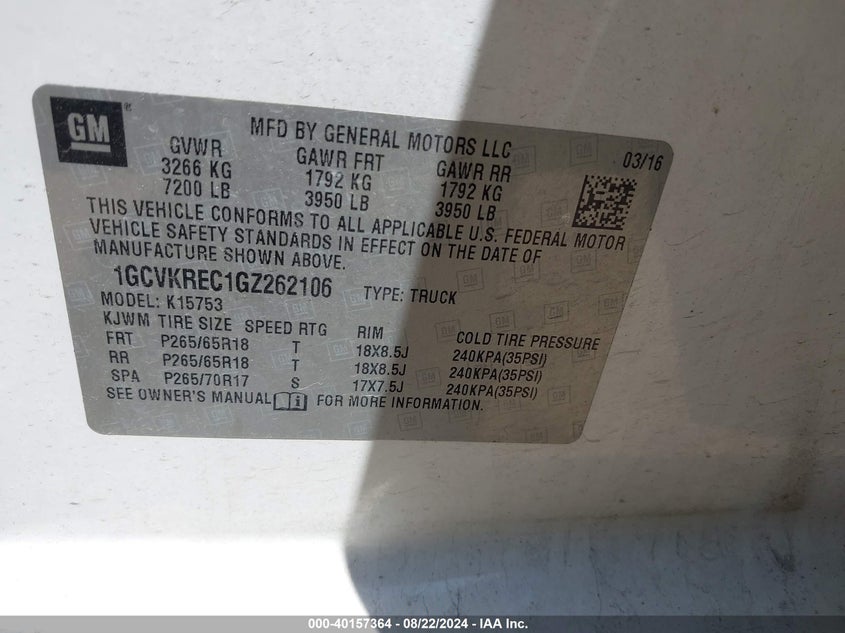 GM®
MFD BY GENERAL MOTORS LLC
03/16
GVWR GAWR FRT GAWR RR
3266 KG 1792 KG 1792 KG
7200 LB 3950 LB 3950 LB
THIS VEHICLE CONFORMS TO ALL APPLICABLE U.S. FEDERAL MOTOR
VEHICLE SAFETY STANDARDS IN EFFECT ON THE DATE OF
MANUFACTURE SHOWN ABOVE.
1GCVKREC1GZ262106 TYPE: TRUCK
MODEL: K15753
KJWM TIRE SIZE SPEED RTG RIM COLD TIRE PRESSURE
FRT P265/65R18 T 18X8.5J 240KPA(35PSI)
RR P265/65R18 T 18X8.5J 240KPA(35PSI)
SPA P265/70R17 S 17X7.5J 240KPA(35PSI)
SEE OWNER'S MANUAL FOR MORE INFORMATION.
000-40157364 - 08/22/2024 - IAA Inc.